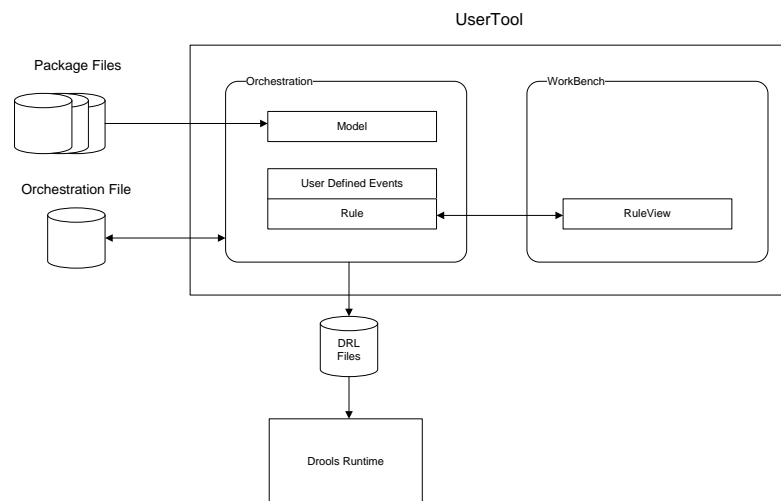 UserTool
Package Files
Orchestration
WorkBench
Model
User Defined Events
Orchestration File
Rule
RuleView
DRL
Files
Drools Runtime